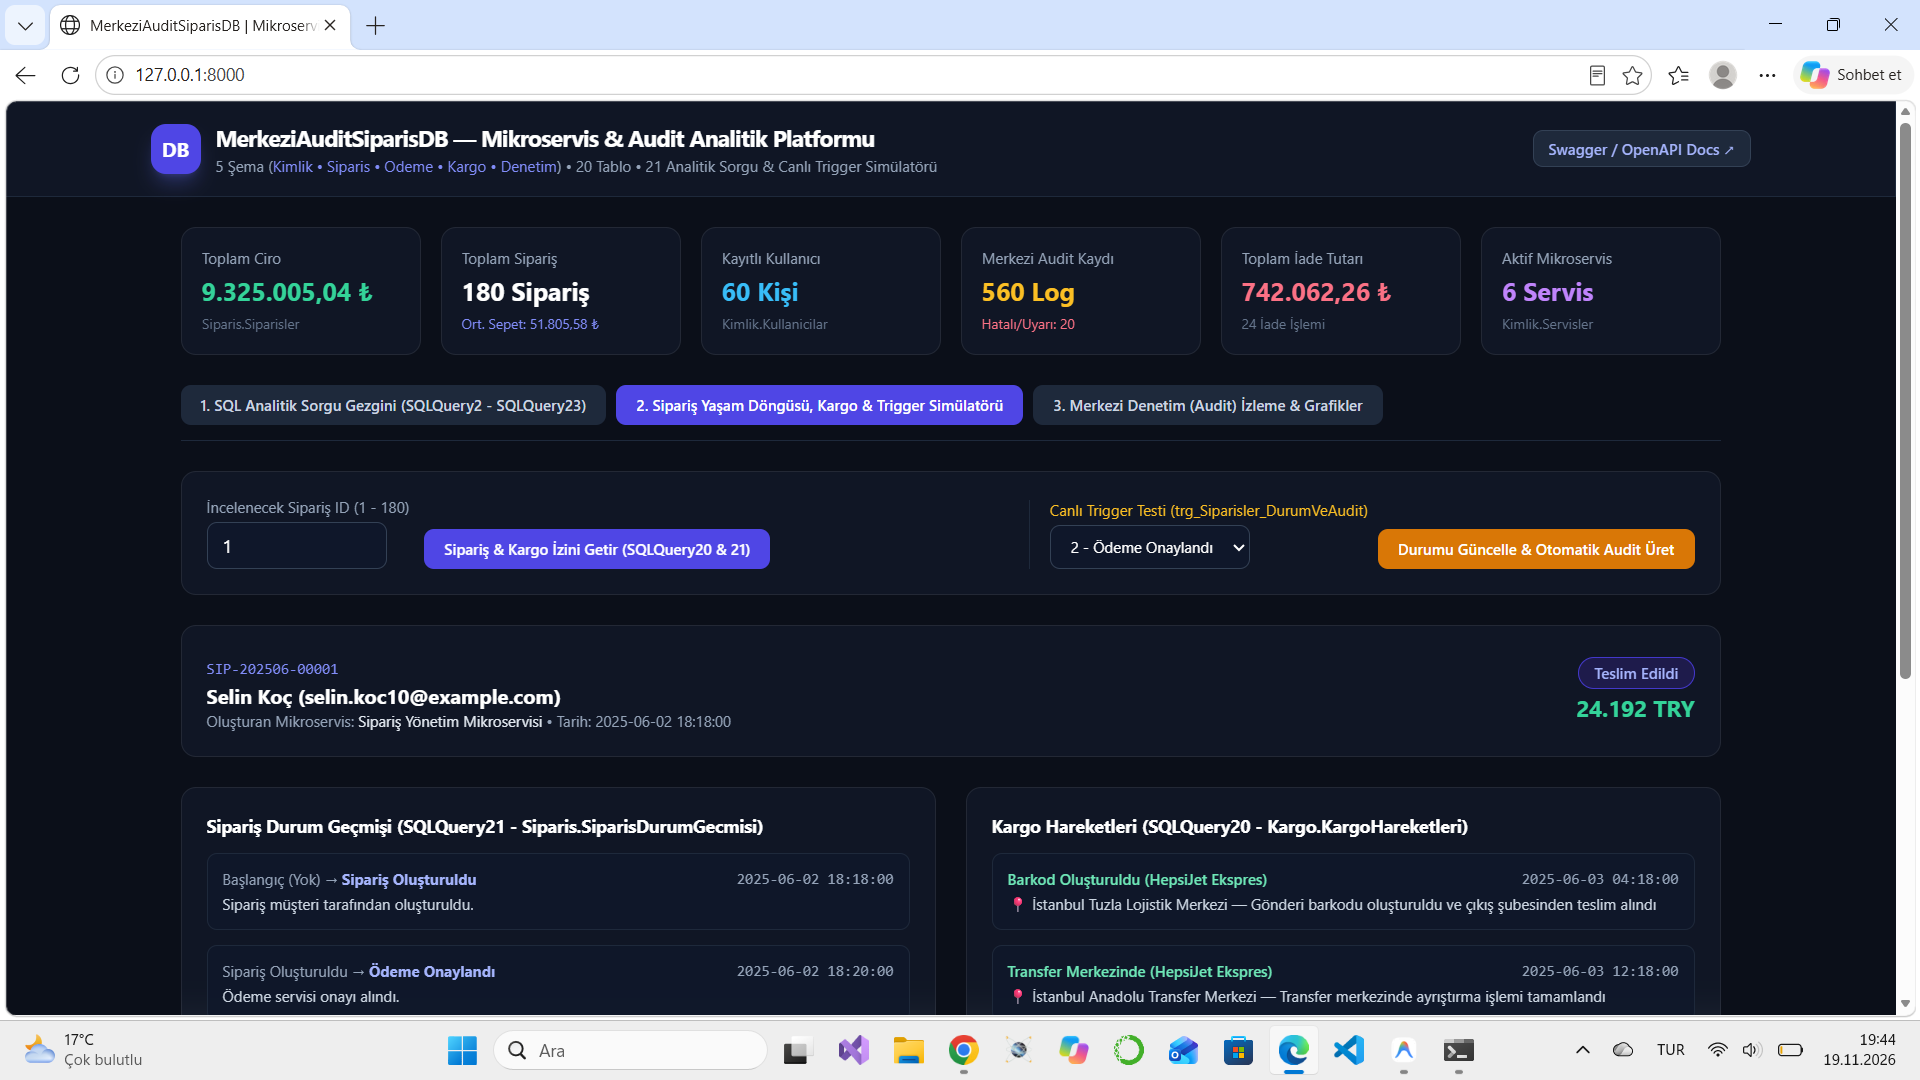 MerkeziAuditSiparisDB | Mikroserv
127.0.0.1:8000
Sohbet et
DB
MerkeziAuditSiparisDB — Mikroservis & Audit Analitik Platformu
5 Şema (Kimlik • Siparis • Odeme • Kargo • Denetim) • 20 Tablo • 21 Analitik Sorgu & Canlı Trigger Simülatörü
Swagger / OpenAPI Docs ↗
Toplam Ciro
9.325.005,04 ₺
Siparis.Siparisler
Toplam Sipariş
180 Sipariş
Ort. Sepet: 51.805,58 ₺
Kayıtlı Kullanıcı
60 Kişi
Kimlik.Kullanicilar
Merkezi Audit Kaydı
560 Log
Hatalı/Uyarı: 20
Toplam İade Tutarı
742.062,26 ₺
24 İade İşlemi
Aktif Mikroservis
6 Servis
Kimlik.Servisler
1. SQL Analitik Sorgu Gezgini (SQLQuery2 - SQLQuery23)
2. Sipariş Yaşam Döngüsü, Kargo & Trigger Simülatörü
3. Merkezi Denetim (Audit) İzleme & Grafikler
İncelenecek Sipariş ID (1 - 180)
1
Sipariş & Kargo İzini Getir (SQLQuery20 & 21)
Canlı Trigger Testi (trg_Siparisler_DurumVeAudit)
2 - Ödeme Onaylandı
Durumu Güncelle & Otomatik Audit Üret
SIP-202506-00001
Selin Koç (selin.koc10@example.com)
Oluşturan Mikroservis: Sipariş Yönetim Mikroservisi • Tarih: 2025-06-02 18:18:00
Teslim Edildi
24.192 TRY
Sipariş Durum Geçmişi (SQLQuery21 - Siparis.SiparisDurumGecmisi)
Başlangıç (Yok) → Sipariş Oluşturuldu 2025-06-02 18:18:00
Sipariş müşteri tarafından oluşturuldu.
Sipariş Oluşturuldu → Ödeme Onaylandı 2025-06-02 18:20:00
Ödeme servisi onayı alındı.
Kargo Hareketleri (SQLQuery20 - Kargo.KargoHareketleri)
Barkod Oluşturuldu (HepsiJet Ekspres) 2025-06-03 04:18:00
İstanbul Tuzla Lojistik Merkezi — Gönderi barkodu oluşturuldu ve çıkış şubesinden teslim alındı
Transfer Merkezinde (HepsiJet Ekspres) 2025-06-03 12:18:00
İstanbul Anadolu Transfer Merkezi — Transfer merkezinde ayrıştırma işlemi tamamlandı
17°C
Çok bulutlu
Ara
TUR
19:44
19.11.2026